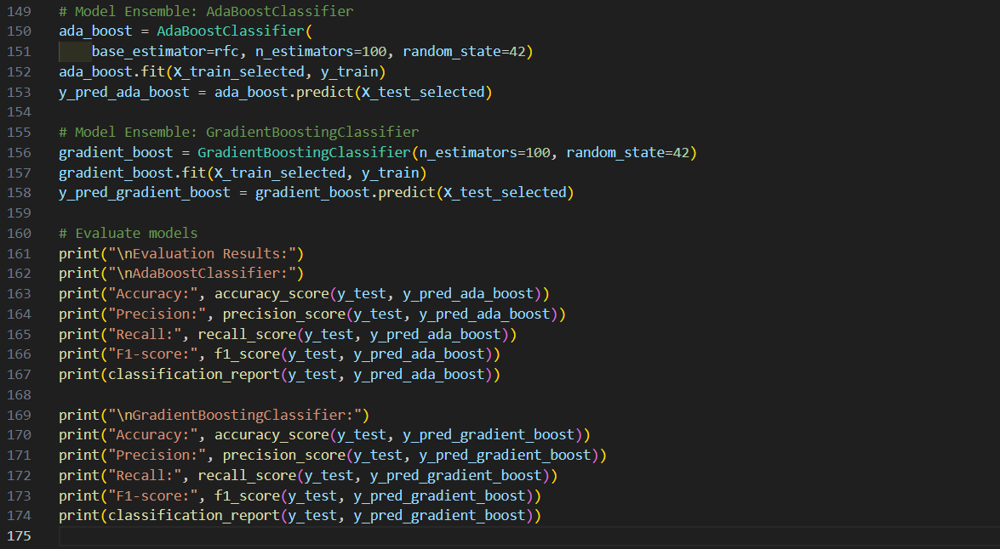 149 # Model Ensemble: AdaBoostClassifier
150 ada_boost = AdaBoostClassifier(
151     base_estimator=rfc, n_estimators=100, random_state=42)
152 ada_boost.fit(X_train_selected, y_train)
153 y_pred_ada_boost = ada_boost.predict(X_test_selected)
154
155 # Model Ensemble: GradientBoostingClassifier
156 gradient_boost = GradientBoostingClassifier(n_estimators=100, random_state=42)
157 gradient_boost.fit(X_train_selected, y_train)
158 y_pred_gradient_boost = gradient_boost.predict(X_test_selected)
159
160 # Evaluate models
161 print("\nEvaluation Results:")
162 print("\nAdaBoostClassifier:")
163 print("Accuracy:", accuracy_score(y_test, y_pred_ada_boost))
164 print("Precision:", precision_score(y_test, y_pred_ada_boost))
165 print("Recall:", recall_score(y_test, y_pred_ada_boost))
166 print("F1-score:", f1_score(y_test, y_pred_ada_boost))
167 print(classification_report(y_test, y_pred_ada_boost))
168
169 print("\nGradientBoostingClassifier:")
170 print("Accuracy:", accuracy_score(y_test, y_pred_gradient_boost))
171 print("Precision:", precision_score(y_test, y_pred_gradient_boost))
172 print("Recall:", recall_score(y_test, y_pred_gradient_boost))
173 print("F1-score:", f1_score(y_test, y_pred_gradient_boost))
174 print(classification_report(y_test, y_pred_gradient_boost))
175